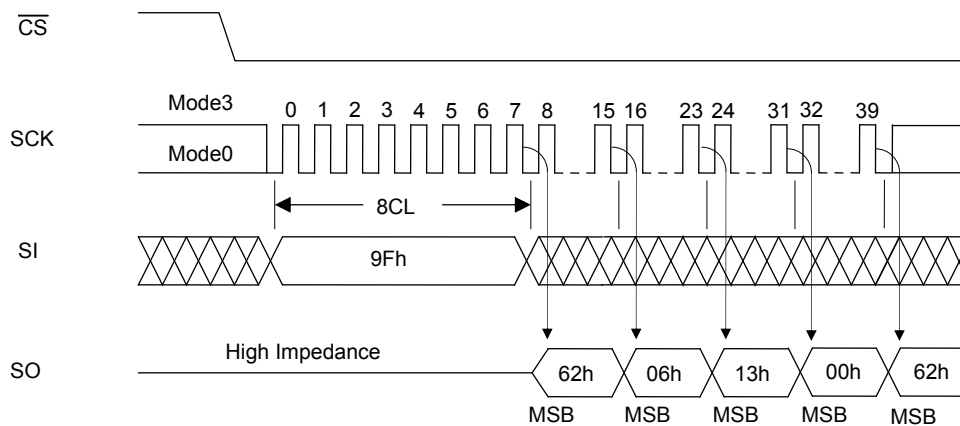 CS
Mode3
0 1 2 3 4 5 6 7 8 15 16 23 24 31 32 39
SCK
Mode0
8CL
SI
9Fh
High Impedance
SO
62h 06h 13h 00h 62h
MSB MSB MSB MSB MSB